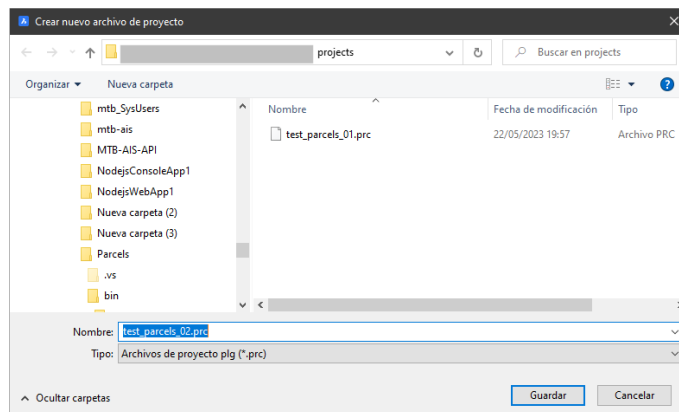 Crear nuevo archivo de proyecto
projects
Buscar en projects
Organizar
Nueva carpeta
mtb_SysUsers
mtb-ais
MTB-AIS-API
NodejsConsoleApp1
NodejsWebApp1
Nueva carpeta (2)
Nueva carpeta (3)
Parcels
.vs
bin
Nombre Fecha de modificación Tipo
test_parcels_01.prc 22/05/2023 19:57 Archivo PRC
Nombre: test_parcels_02.prc
Tipo: Archivos de proyecto plg (*.prc)
Ocultar carpetas
Guardar
Cancelar